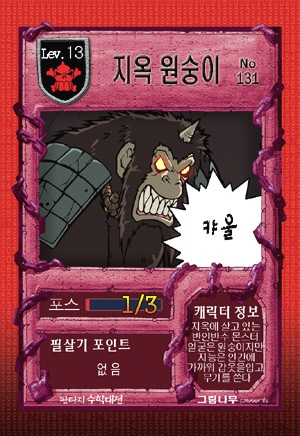 Lev. 13
지옥 원숭이
No
131
캬 울
포스
1/3
필살기 포인트
없음
캐릭터 정보
지옥에 살고 있는
반인반수 몬스터
얼굴은 원숭이지만
지능은 인간에
가까워 갑옷을입고
무기를 쓴다
판타지 수학대전
그림나무